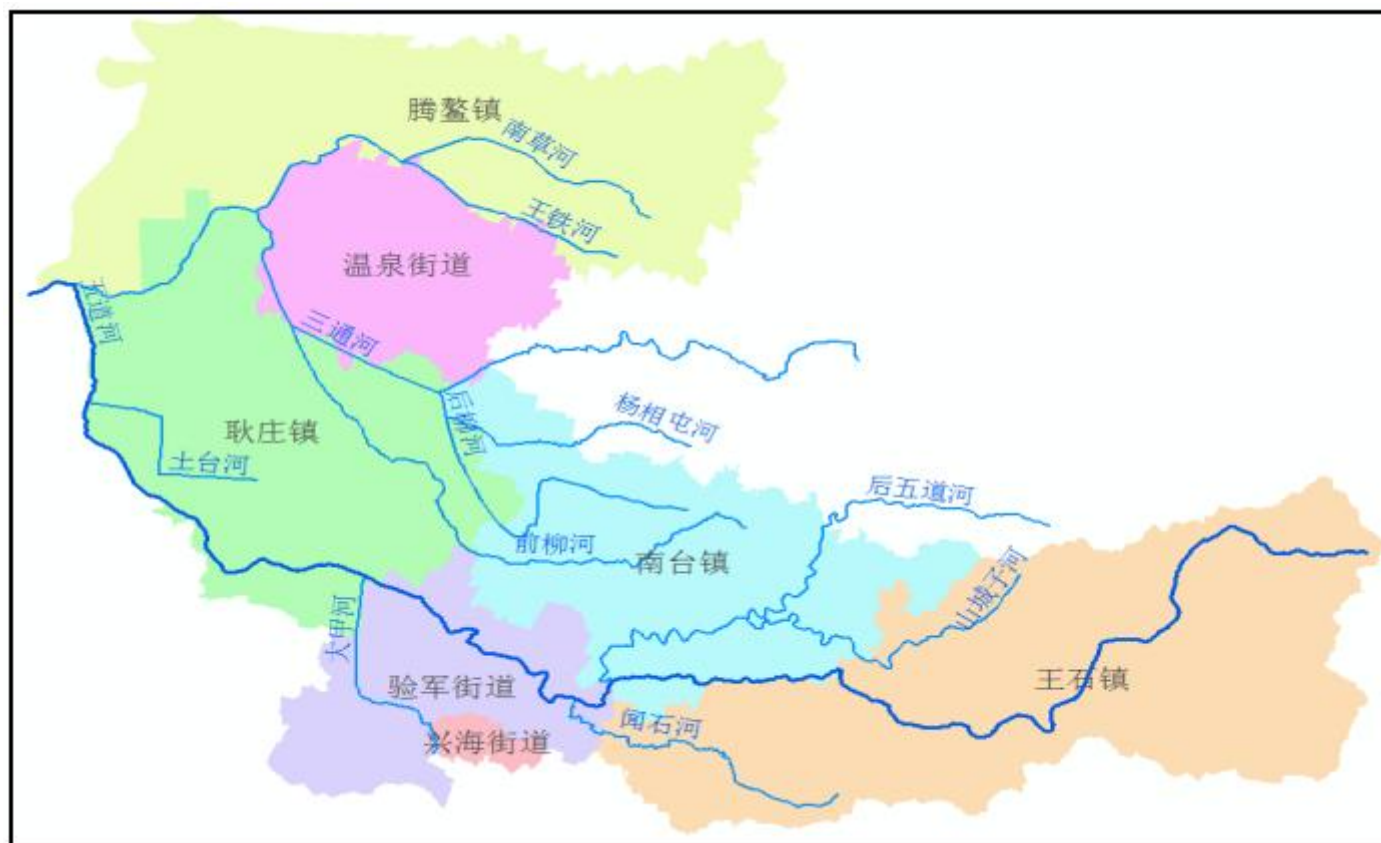 腾鳌镇
南草河
王铁河
温泉街道
五道河
三通河
后柳河
杨相屯河
耿庄镇
土台河
后五道河
前柳河
南台镇
山城子河
大甲河
验军街道
王石镇
闻石河
兴海街道